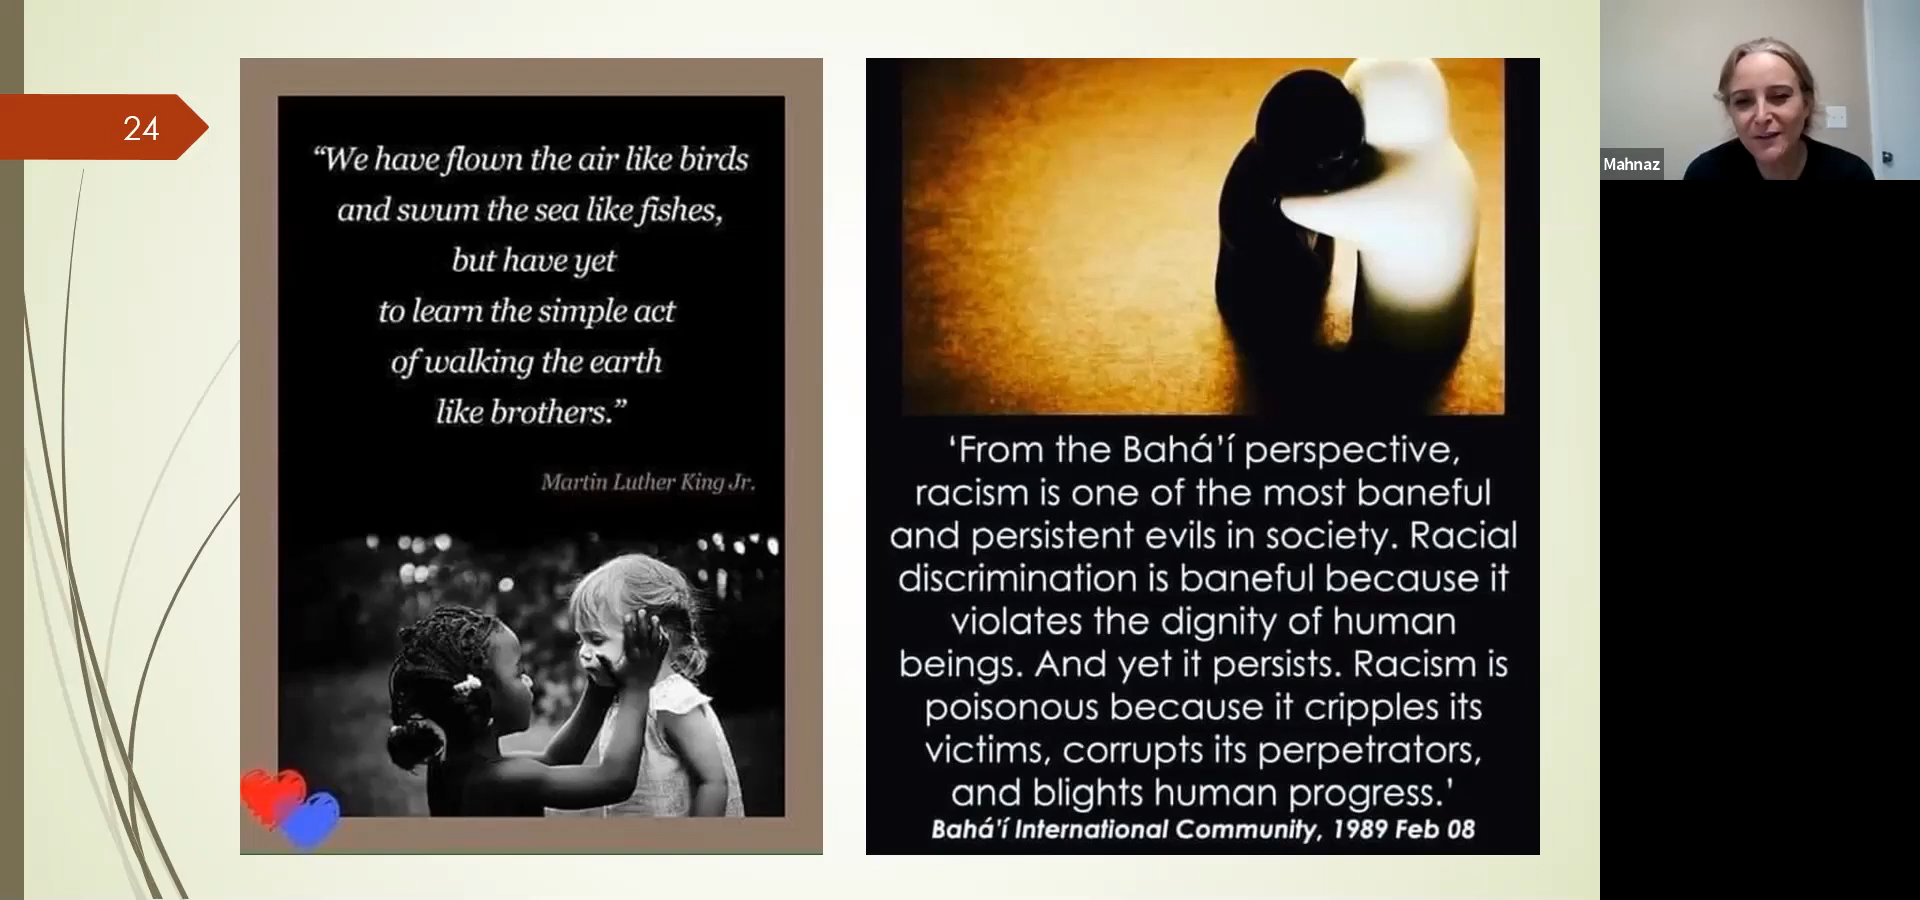 24
“We have flown the air like birds
and swum the sea like fishes,
but have yet
to learn the simple act
of walking the earth
like brothers.”
Martin Luther King Jr.
‘From the Bahá’í perspective,
racism is one of the most baneful
and persistent evils in society. Racial
discrimination is baneful because it
violates the dignity of human
beings. And yet it persists. Racism is
poisonous because it cripples its
victims, corrupts its perpetrators,
and blights human progress.’
Bahá’í International Community, 1989 Feb 08
Mahnaz